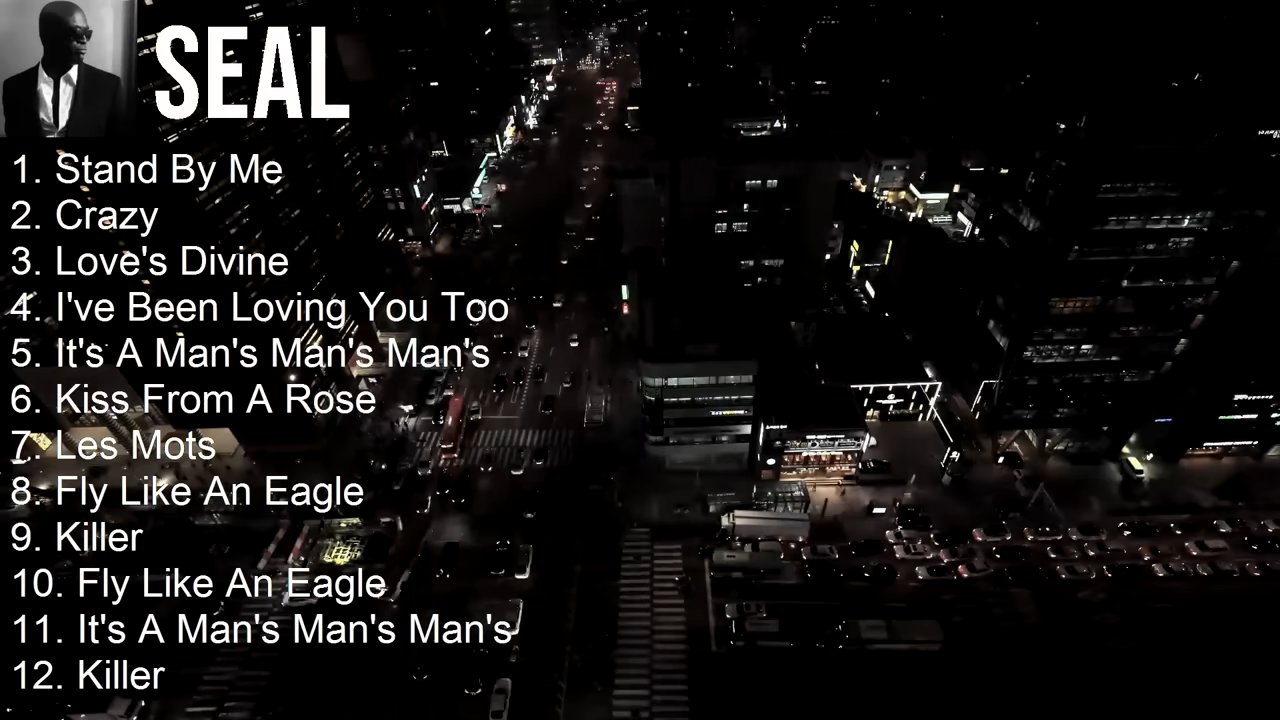 SEAL
1. Stand By Me
2. Crazy
3. Love's Divine
4. I've Been Loving You Too
5. It's A Man's Man's Man's
6. Kiss From A Rose
7. Les Mots
8. Fly Like An Eagle
9. Killer
10. Fly Like An Eagle
11. It's A Man's Man's Man's
12. Killer